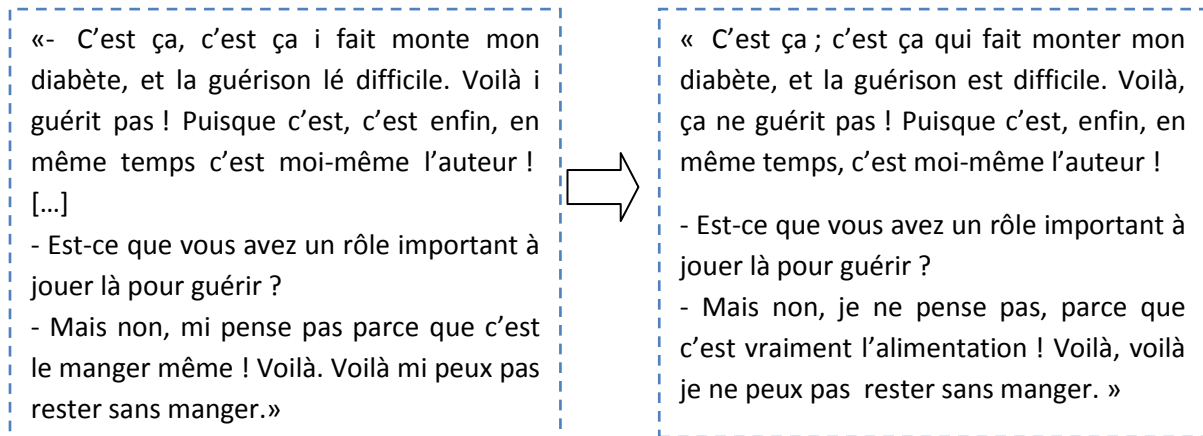 «- C’est ça, c’est ça i fait monte mon
diabète, et la guérison lé difficile. Voilà i
guérit pas ! Puisque c’est, c’est enfin, en
même temps c’est moi-même l’auteur !
[…]
- Est-ce que vous avez un rôle important à
jouer là pour guérir ?
- Mais non, mi pense pas parce que c’est
le manger même ! Voilà. Voilà mi peux pas
rester sans manger.»
« C’est ça ; c’est ça qui fait monter mon
diabète, et la guérison est difficile. Voilà,
ça ne guérit pas ! Puisque c’est, enfin, en
même temps, c’est moi-même l’auteur !
- Est-ce que vous avez un rôle important à
jouer là pour guérir ?
- Mais non, je ne pense pas, parce que
c’est vraiment l’alimentation ! Voilà, voilà
je ne peux pas rester sans manger. »